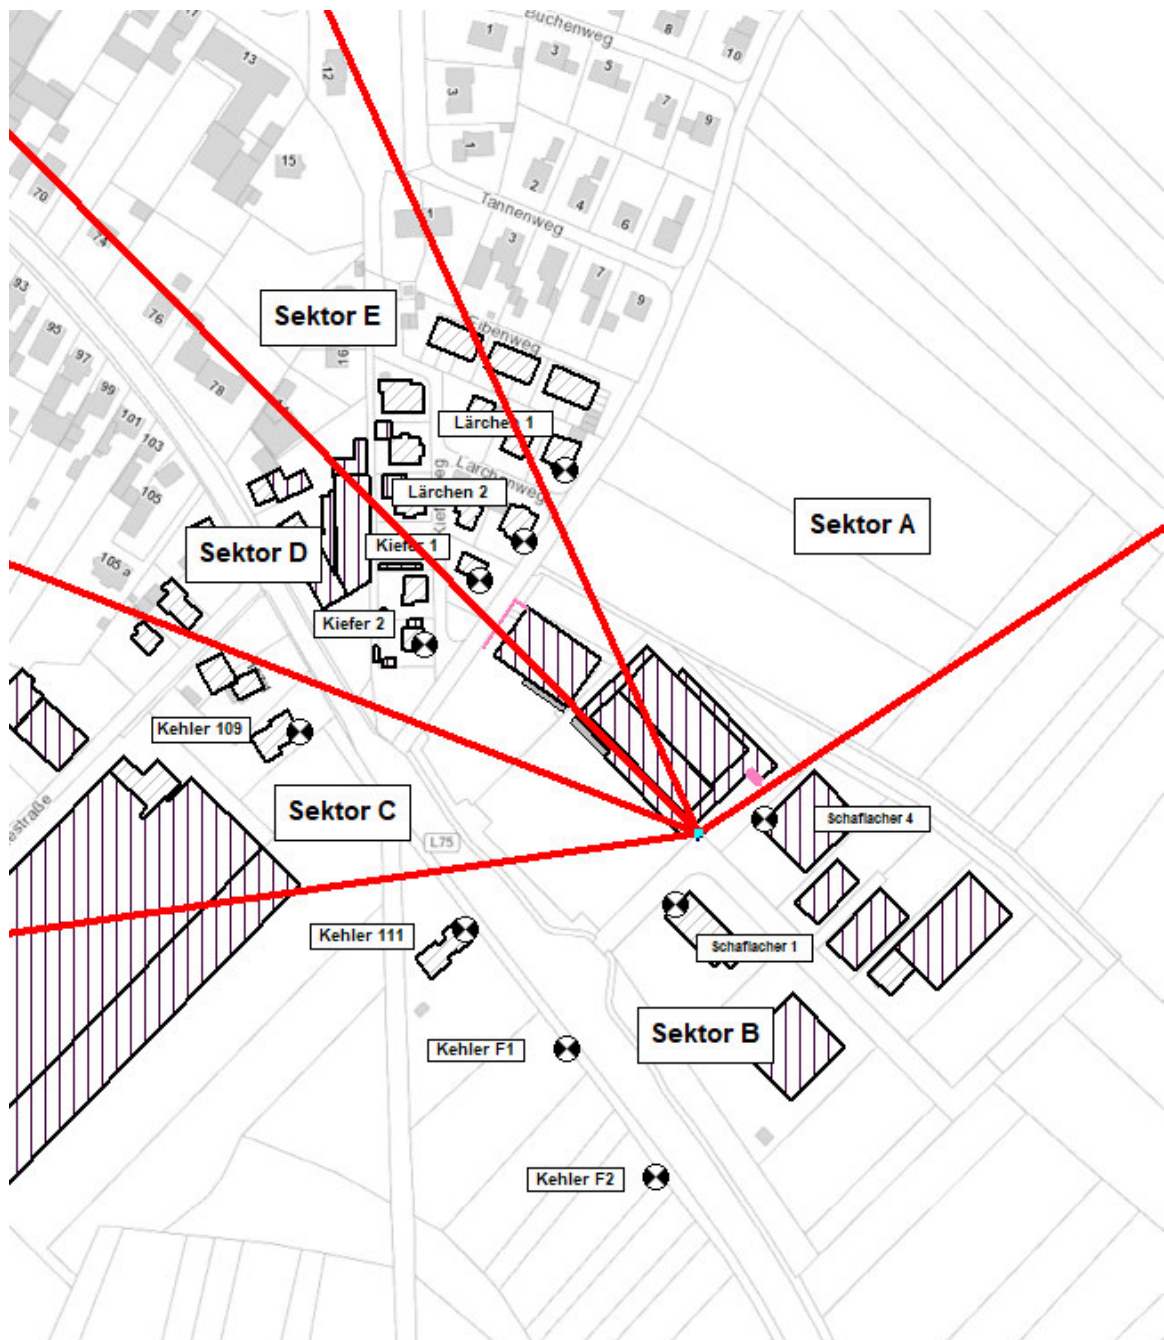 Buchenweg
11
13
12
1
3
5
8
10
3
7
9
1
15
2
4
6
70
74
Tannenweg
3
7
9
93
95
76
97
99
78
101
103
105
105 a
16
Sektor E
Eibenweg
Lärchen 1
Lärchenweg
Lärchen 2
Sektor A
Sektor D
Kiefer 1
Kiefer 2
Kehler 109
Sektor C
L75
Schaflacher 4
Kehler 111
Schaflacher 1
Sektor B
Kehler F1
Kehler F2